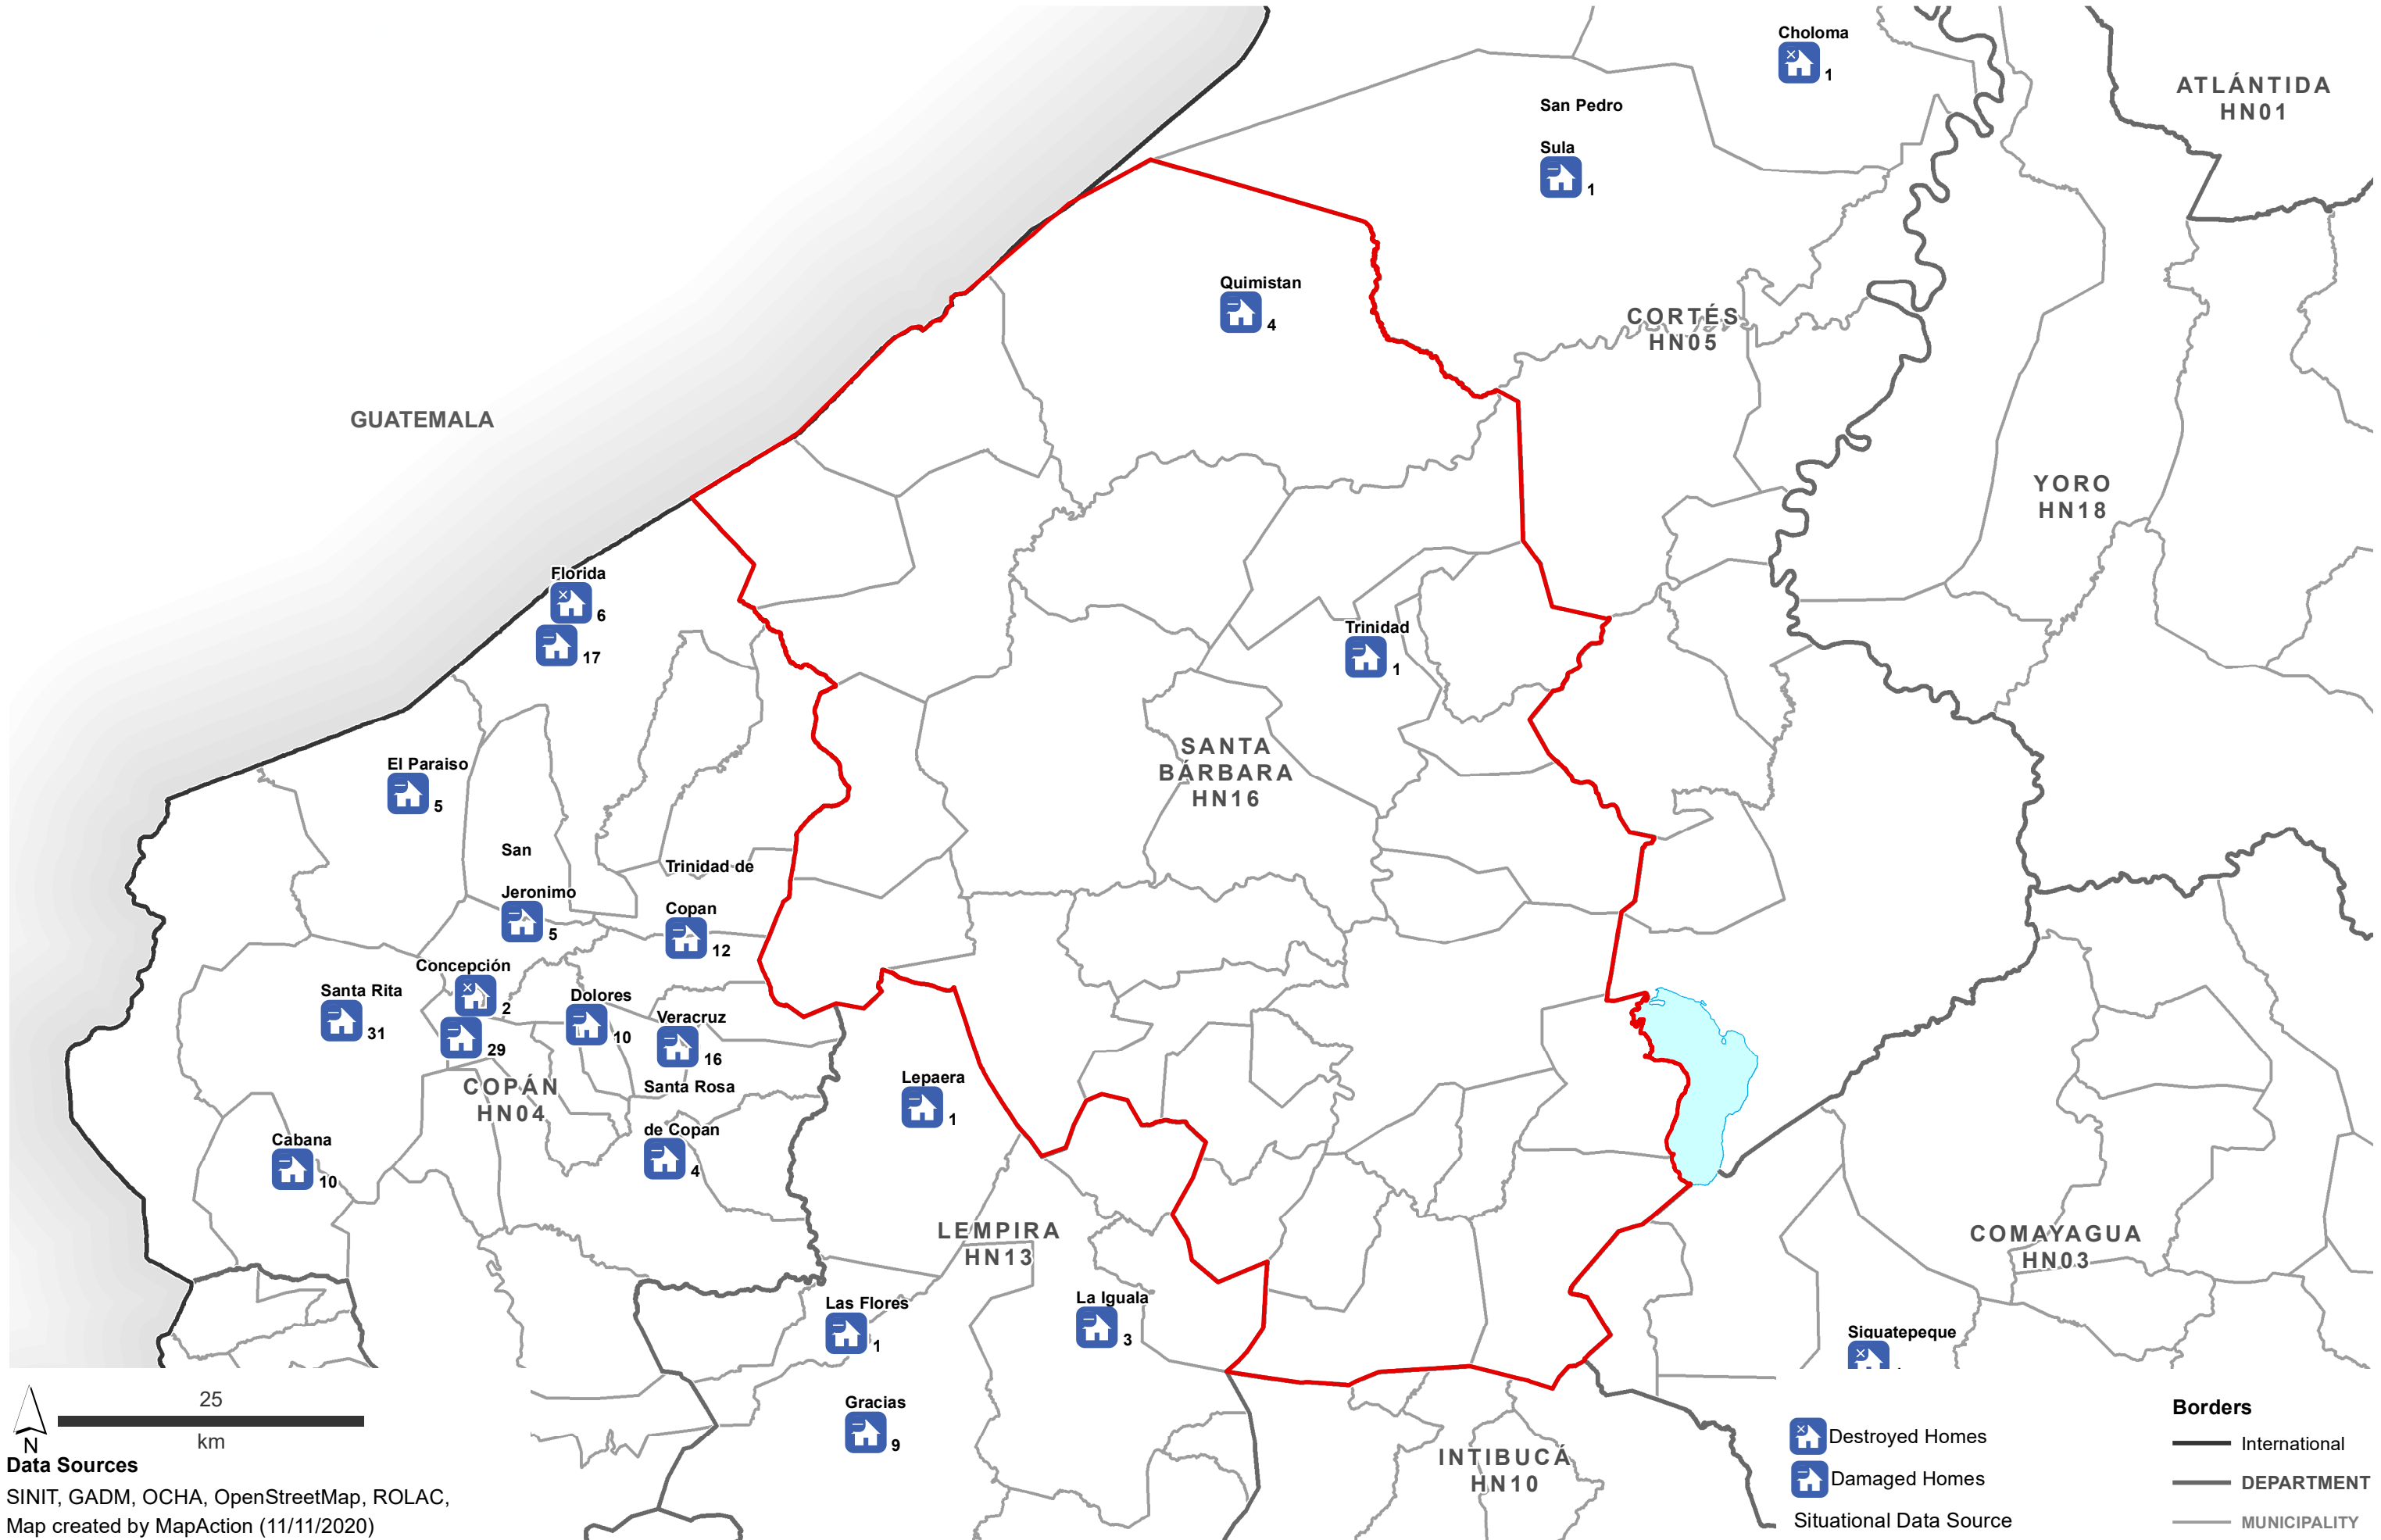 Choloma
1
ATLÁNTIDA
HN01
San Pedro
Sula
1
Quimistan
4
CORTÉS
HN05
GUATEMALA
YORO
HN18
Florida
6
17
Trinidad
1
SANTA
BÁRBARA
HN16
El Paraiso
5
San
Jeronimo
5
Trinidad de
Copan
12
Concepción
2
29
Santa Rita
31
Dolores
10
Veracruz
16
COPÁN
HN04
Santa Rosa
de Copan
4
Lepaera
1
Cabana
10
LEMPIRA
HN13
COMAYAGUA
HN03
La Iguala
3
Las Flores
1
Siguatepeque
Gracias
9
INTIBUCÁ
HN10
25
km
N
Data Sources
SINIT, GADM, OCHA, OpenStreetMap, ROLAC,
Map created by MapAction (11/11/2020)
Destroyed Homes
Damaged Homes
Situational Data Source
Borders
International
DEPARTMENT
MUNICIPALITY